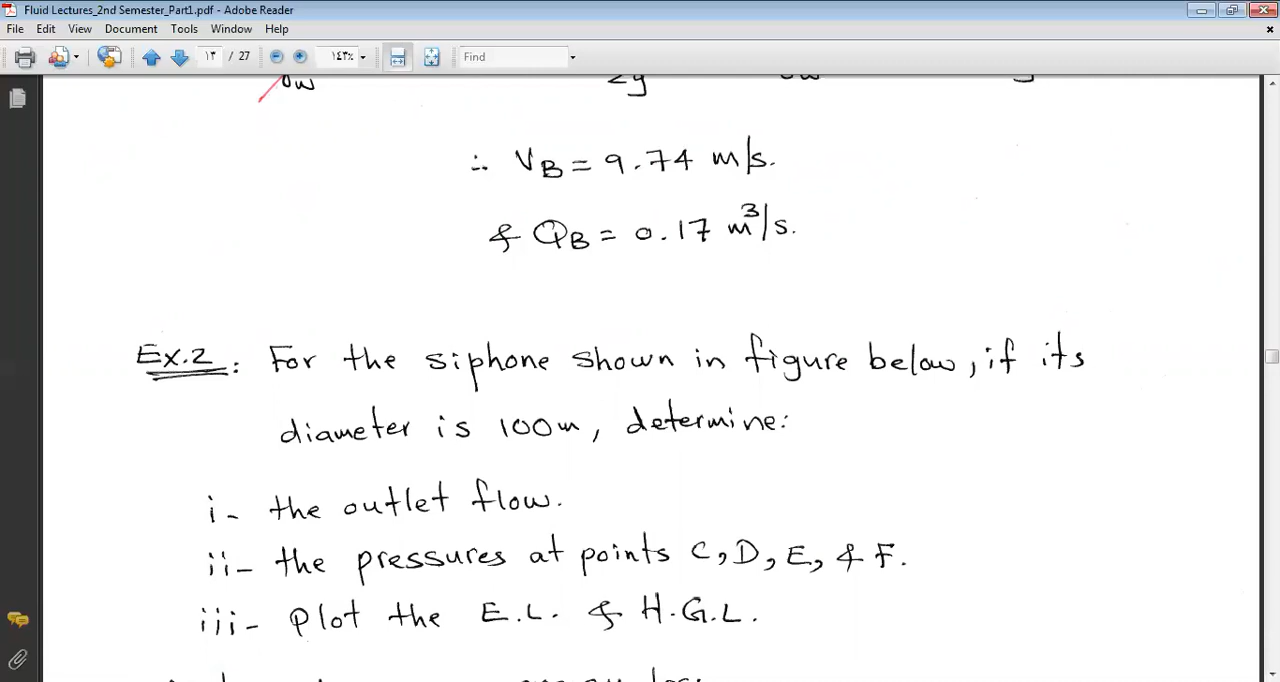 Fluid Lectures_2nd Semester_Part1.pdf - Adobe Reader
File Edit View Document Tools Window Help
١٣ / 27 ١٤٣% Find
∴ VB = 9.74 m/s.
& QB = 0.17 m³/s.
Ex.2: For the siphone shown in figure below, if its
diameter is 100m, determine:
i- the outlet flow.
ii- the pressures at points C, D, E, & F.
iii- Plot the E.L. & H.G.L.